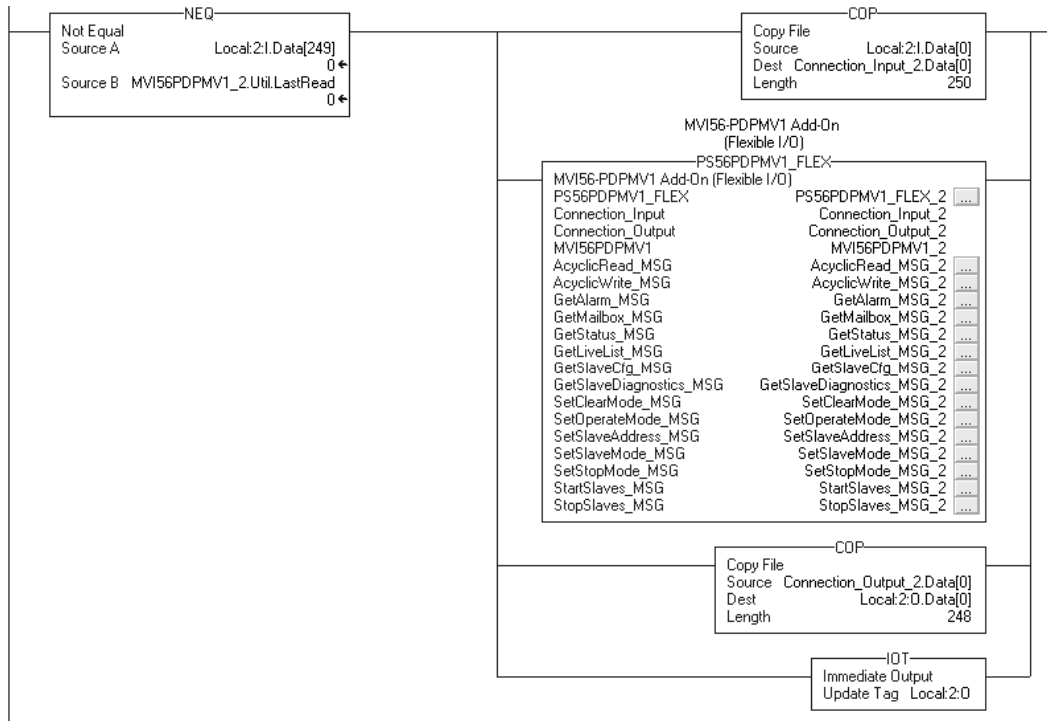 NEQ
Not Equal
Source A Local:2:I.Data[249]
0
Source B MVI56PDPMV1_2.Util.LastRead
0
COP
Copy File
Source Local:2:I.Data[0]
Dest Connection_Input_2.Data[0]
Length 250
MVI56-PDPMV1 Add-On
(Flexible I/O)
PS56PDPMV1_FLEX
MVI56-PDPMV1 Add-On (Flexible I/O)
PS56PDPMV1_FLEX PS56PDPMV1_FLEX_2 ...
Connection_Input Connection_Input_2
Connection_Output Connection_Output_2
MVI56PDPMV1 MVI56PDPMV1_2
AcyclicRead_MSG AcyclicRead_MSG_2 ...
AcyclicWrite_MSG AcyclicWrite_MSG_2 ...
GetAlarm_MSG GetAlarm_MSG_2 ...
GetMailbox_MSG GetMailbox_MSG_2 ...
GetStatus_MSG GetStatus_MSG_2 ...
GetLiveList_MSG GetLiveList_MSG_2 ...
GetSlaveCfg_MSG GetSlaveCfg_MSG_2 ...
GetSlaveDiagnostics_MSG GetSlaveDiagnostics_MSG_2 ...
SetClearMode_MSG SetClearMode_MSG_2 ...
SetOperateMode_MSG SetOperateMode_MSG_2 ...
SetSlaveAddress_MSG SetSlaveAddress_MSG_2 ...
SetSlaveMode_MSG SetSlaveMode_MSG_2 ...
SetStopMode_MSG SetStopMode_MSG_2 ...
StartSlaves_MSG StartSlaves_MSG_2 ...
StopSlaves_MSG StopSlaves_MSG_2 ...
COP
Copy File
Source Connection_Output_2.Data[0]
Dest Local:2:O.Data[0]
Length 248
IOT
Immediate Output
Update Tag Local:2:O